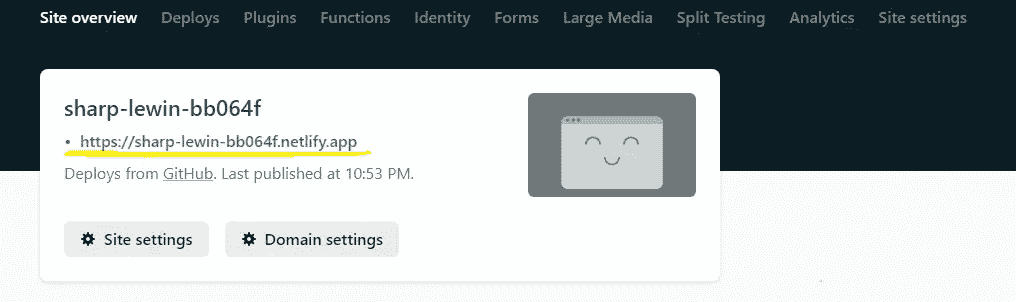 Site overview Deploys Plugins Functions Identity Forms Large Media Split Testing Analytics Site settings
sharp-lewin-bb064f
• https://sharp-lewin-bb064f.netlify.app
Deploys from GitHub. Last published at 10:53 PM.
Site settings Domain settings